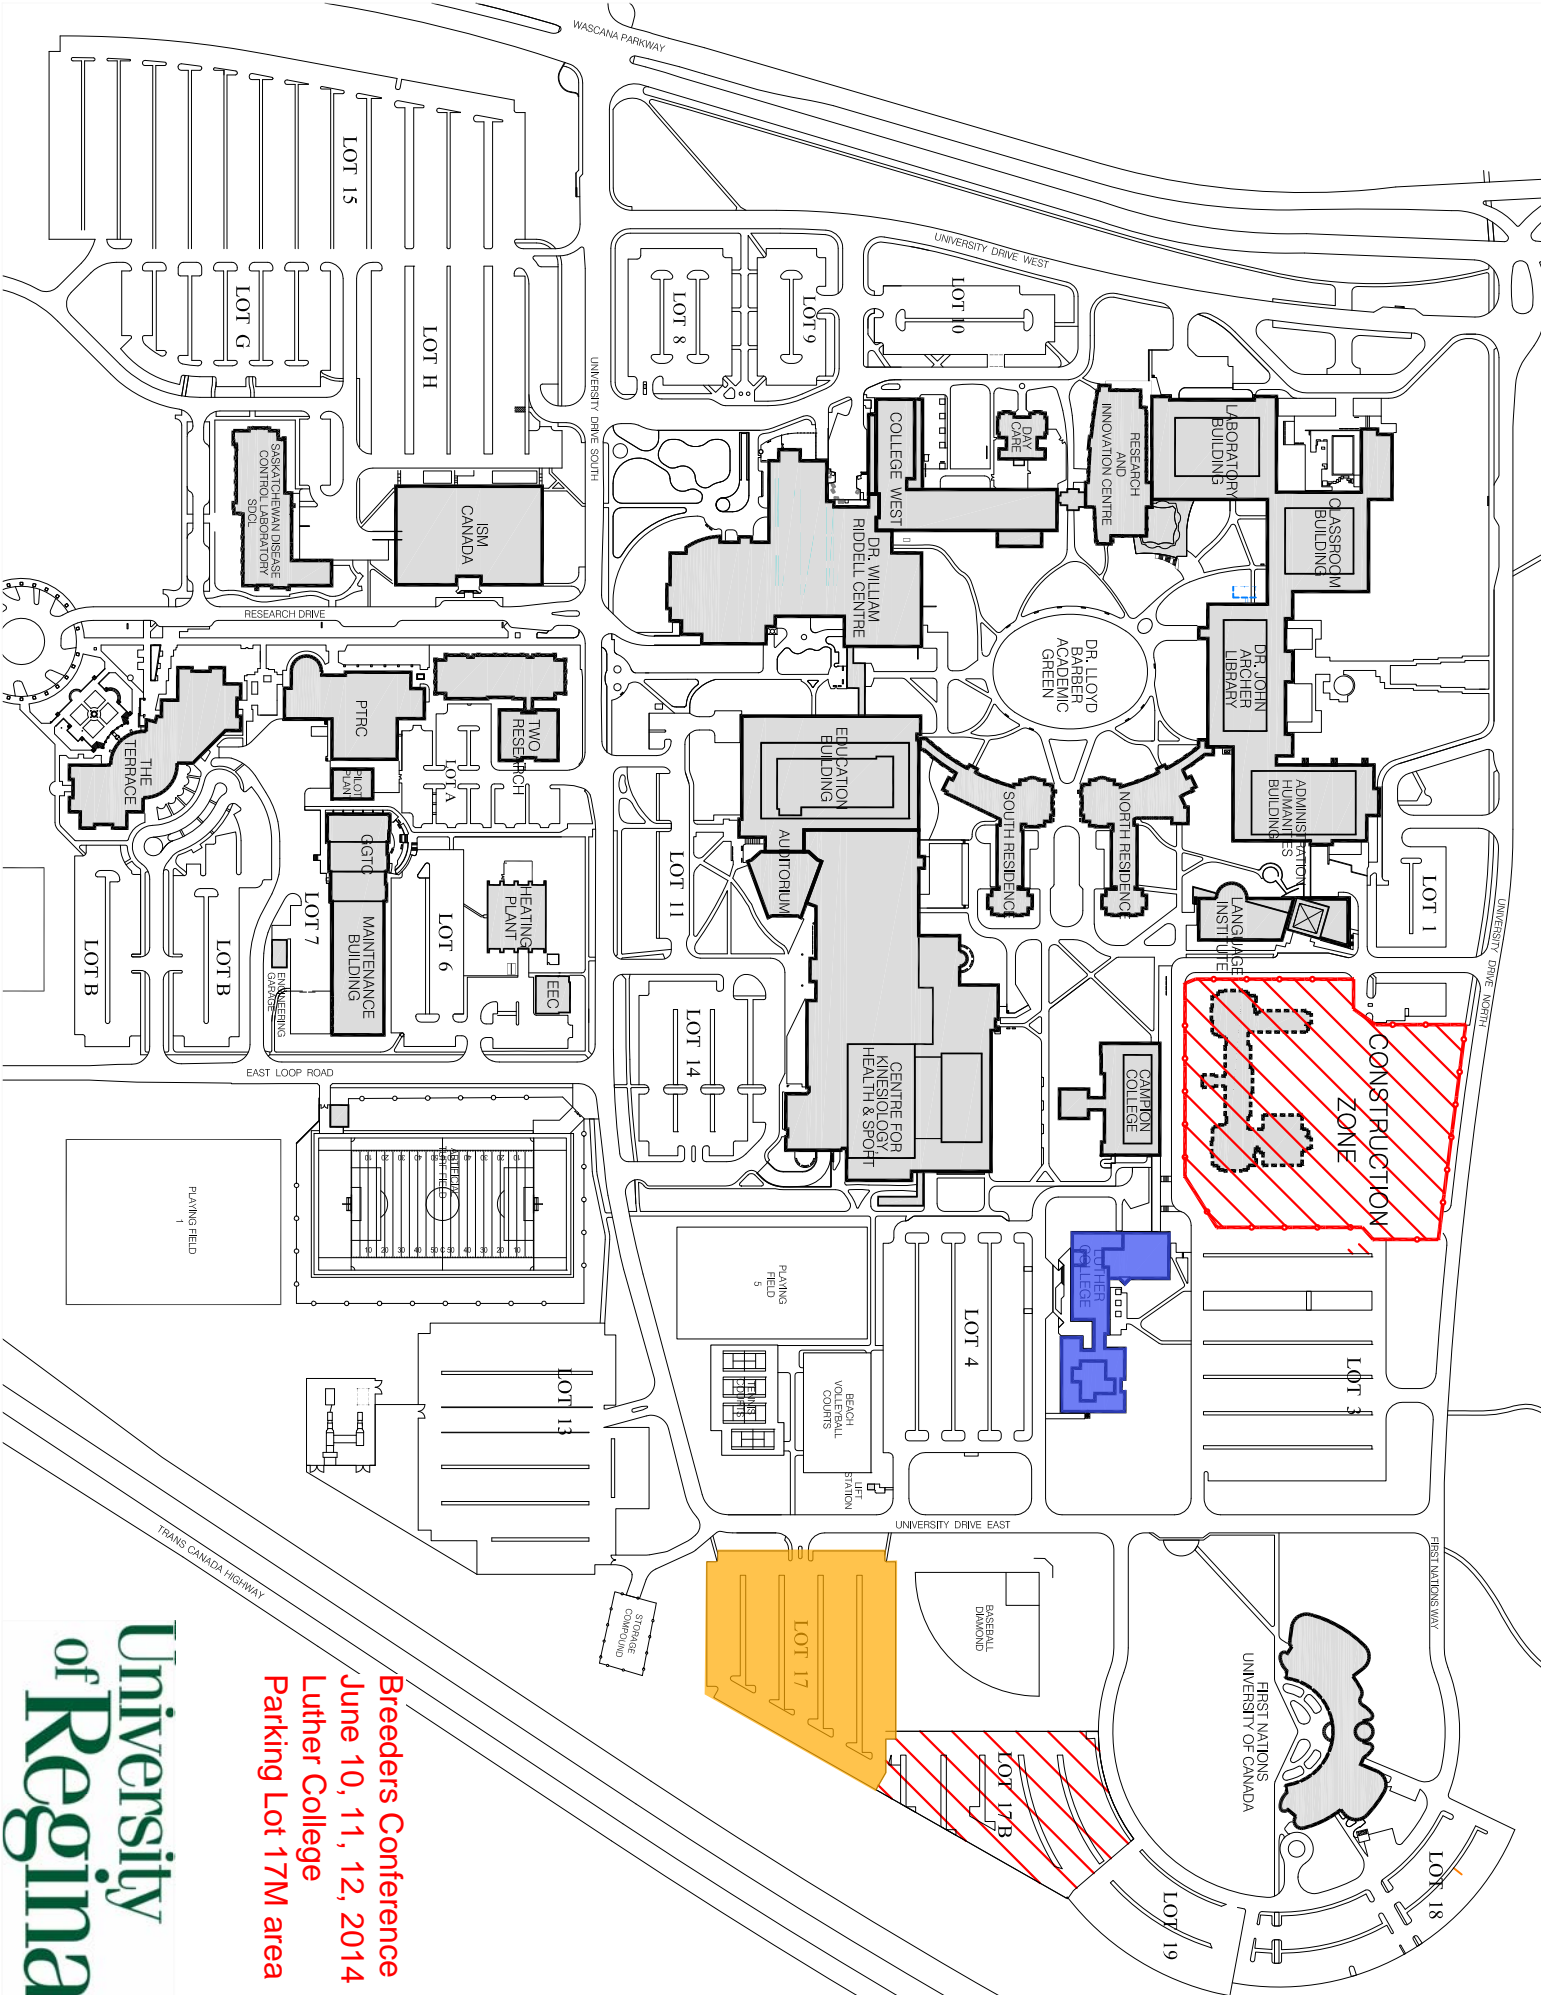 WASCANA PARKWAY
UNIVERSITY DRIVE WEST
LOT 15
LOT G
LOT H
LOT 8
LOT 9
LOT 10
UNIVERSITY DRIVE SOUTH
SASKATCHEWAN DISEASE
CONTROL LABORATORY
SDCL
ISM
CANADA
COLLEGE WEST
DAY
CARE
RESEARCH
AND
INNOVATION CENTRE
LABORATORY
BUILDING
CLASSROOM
BUILDING
DR. WILLIAM
RIDDELL CENTRE
RESEARCH DRIVE
DR. LLOYD
BARBER
ACADEMIC
GREEN
DR. JOHN
ARCHER
LIBRARY
THE
TERRACE
PTRC
PILOT
PLANT
TWO
RESEARCH
LOT A
EDUCATION
BUILDING
AUDITORIUM
SOUTH RESIDENCE
NORTH RESIDENCE
ADMINISTRATION
HUMANITIES
BUILDING
LOT 1
UNIVERSITY DRIVE NORTH
LANGUAGE
INSTITUTE
LOT B
LOT B
LOT 7
GGTC
MAINTENANCE
BUILDING
LOT 6
HEATING
PLANT
EEC
ENGINEERING
GARAGE
LOT 11
LOT 14
CENTRE FOR
KINESIOLOGY,
HEALTH & SPORT
CAMPION
COLLEGE
CONSTRUCTION
ZONE
EAST LOOP ROAD
PLAYING FIELD
1
ARTIFICIAL
TURF FIELD
PLAYING
FIELD
5
LOT 4
LUTHER
COLLEGE
LOT 3
LOT 13
TENNIS
COURTS
BEACH
VOLLEYBALL
COURTS
LIFT
STATION
UNIVERSITY DRIVE EAST
FIRST NATIONS WAY
TRANS CANADA HIGHWAY
STORAGE
COMPOUND
LOT 17
BASEBALL
DIAMOND
FIRST NATIONS
UNIVERSITY OF CANADA
LOT 17B
LOT 18
LOT 19
Breeders Conference
June 10, 11, 12, 2014
Luther College
Parking Lot 17M area
University
of Regina